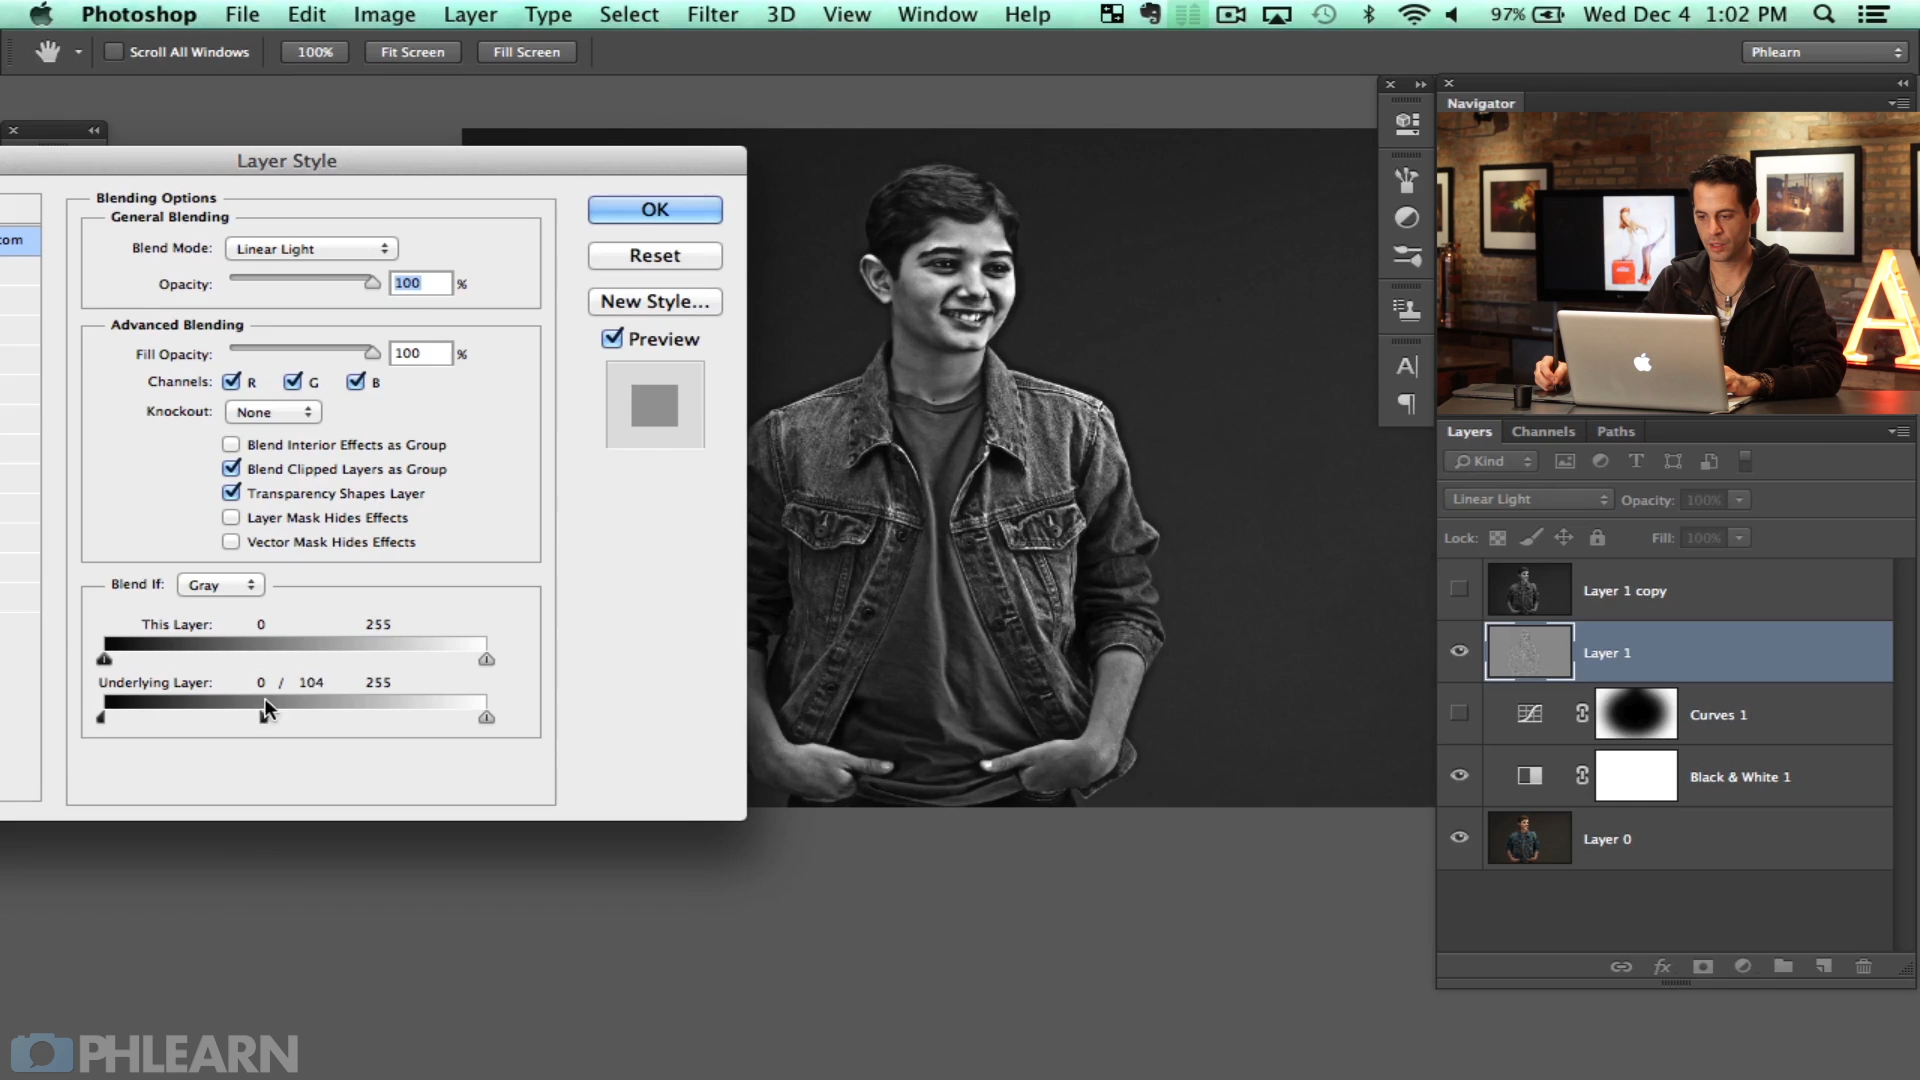 Photoshop File Edit Image Layer Type Select Filter 3D View Window Help 97% Wed Dec 4 1:02 PM
Scroll All Windows 100% Fit Screen Fill Screen Phlearn
Navigator
Layer Style
Blending Options
General Blending
Blend Mode: Linear Light
Opacity: 100 %
Advanced Blending
Fill Opacity: 100 %
Channels: R G B
Knockout: None
Blend Interior Effects as Group
Blend Clipped Layers as Group
Transparency Shapes Layer
Layer Mask Hides Effects
Vector Mask Hides Effects
Blend If: Gray
This Layer: 0 255
Underlying Layer: 0 / 104 255
com
OK
Reset
New Style...
Preview
A
A
Layers Channels Paths
Kind
Linear Light Opacity: 100%
Lock: Fill: 100%
Layer 1 copy
Layer 1
Curves 1
Black & White 1
Layer 0
fx
PHLEARN